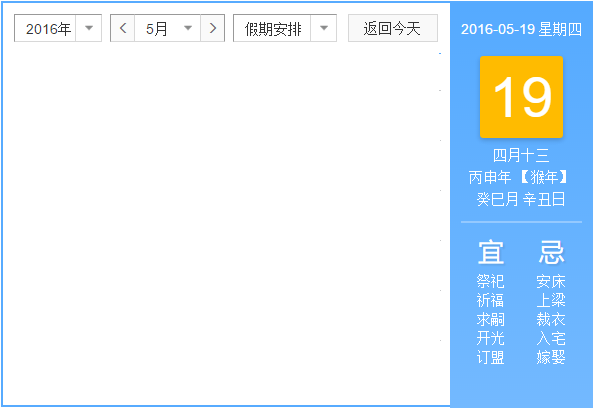 2016年 5月 假期安排 返回今天
2016-05-19 星期四
19
四月十三
丙申年【猴年】
癸巳月 辛丑日
宜 忌
祭祀 安床
祈福 上梁
求嗣 裁衣
开光 入宅
订盟 嫁娶